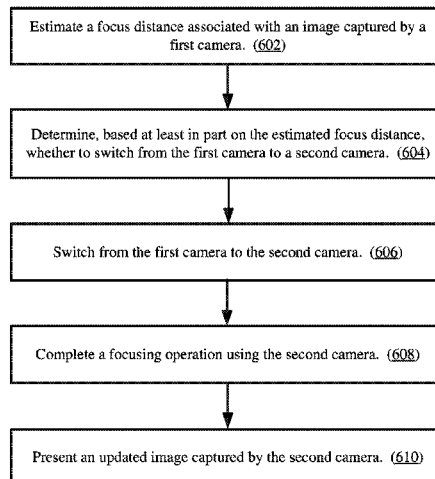 Estimate a focus distance associated with an image captured by a
first camera. (602)
Determine, based at least in part on the estimated focus distance,
whether to switch from the first camera to a second camera. (604)
Switch from the first camera to the second camera. (606)
Complete a focusing operation using the second camera. (608)
Present an updated image captured by the second camera. (610)